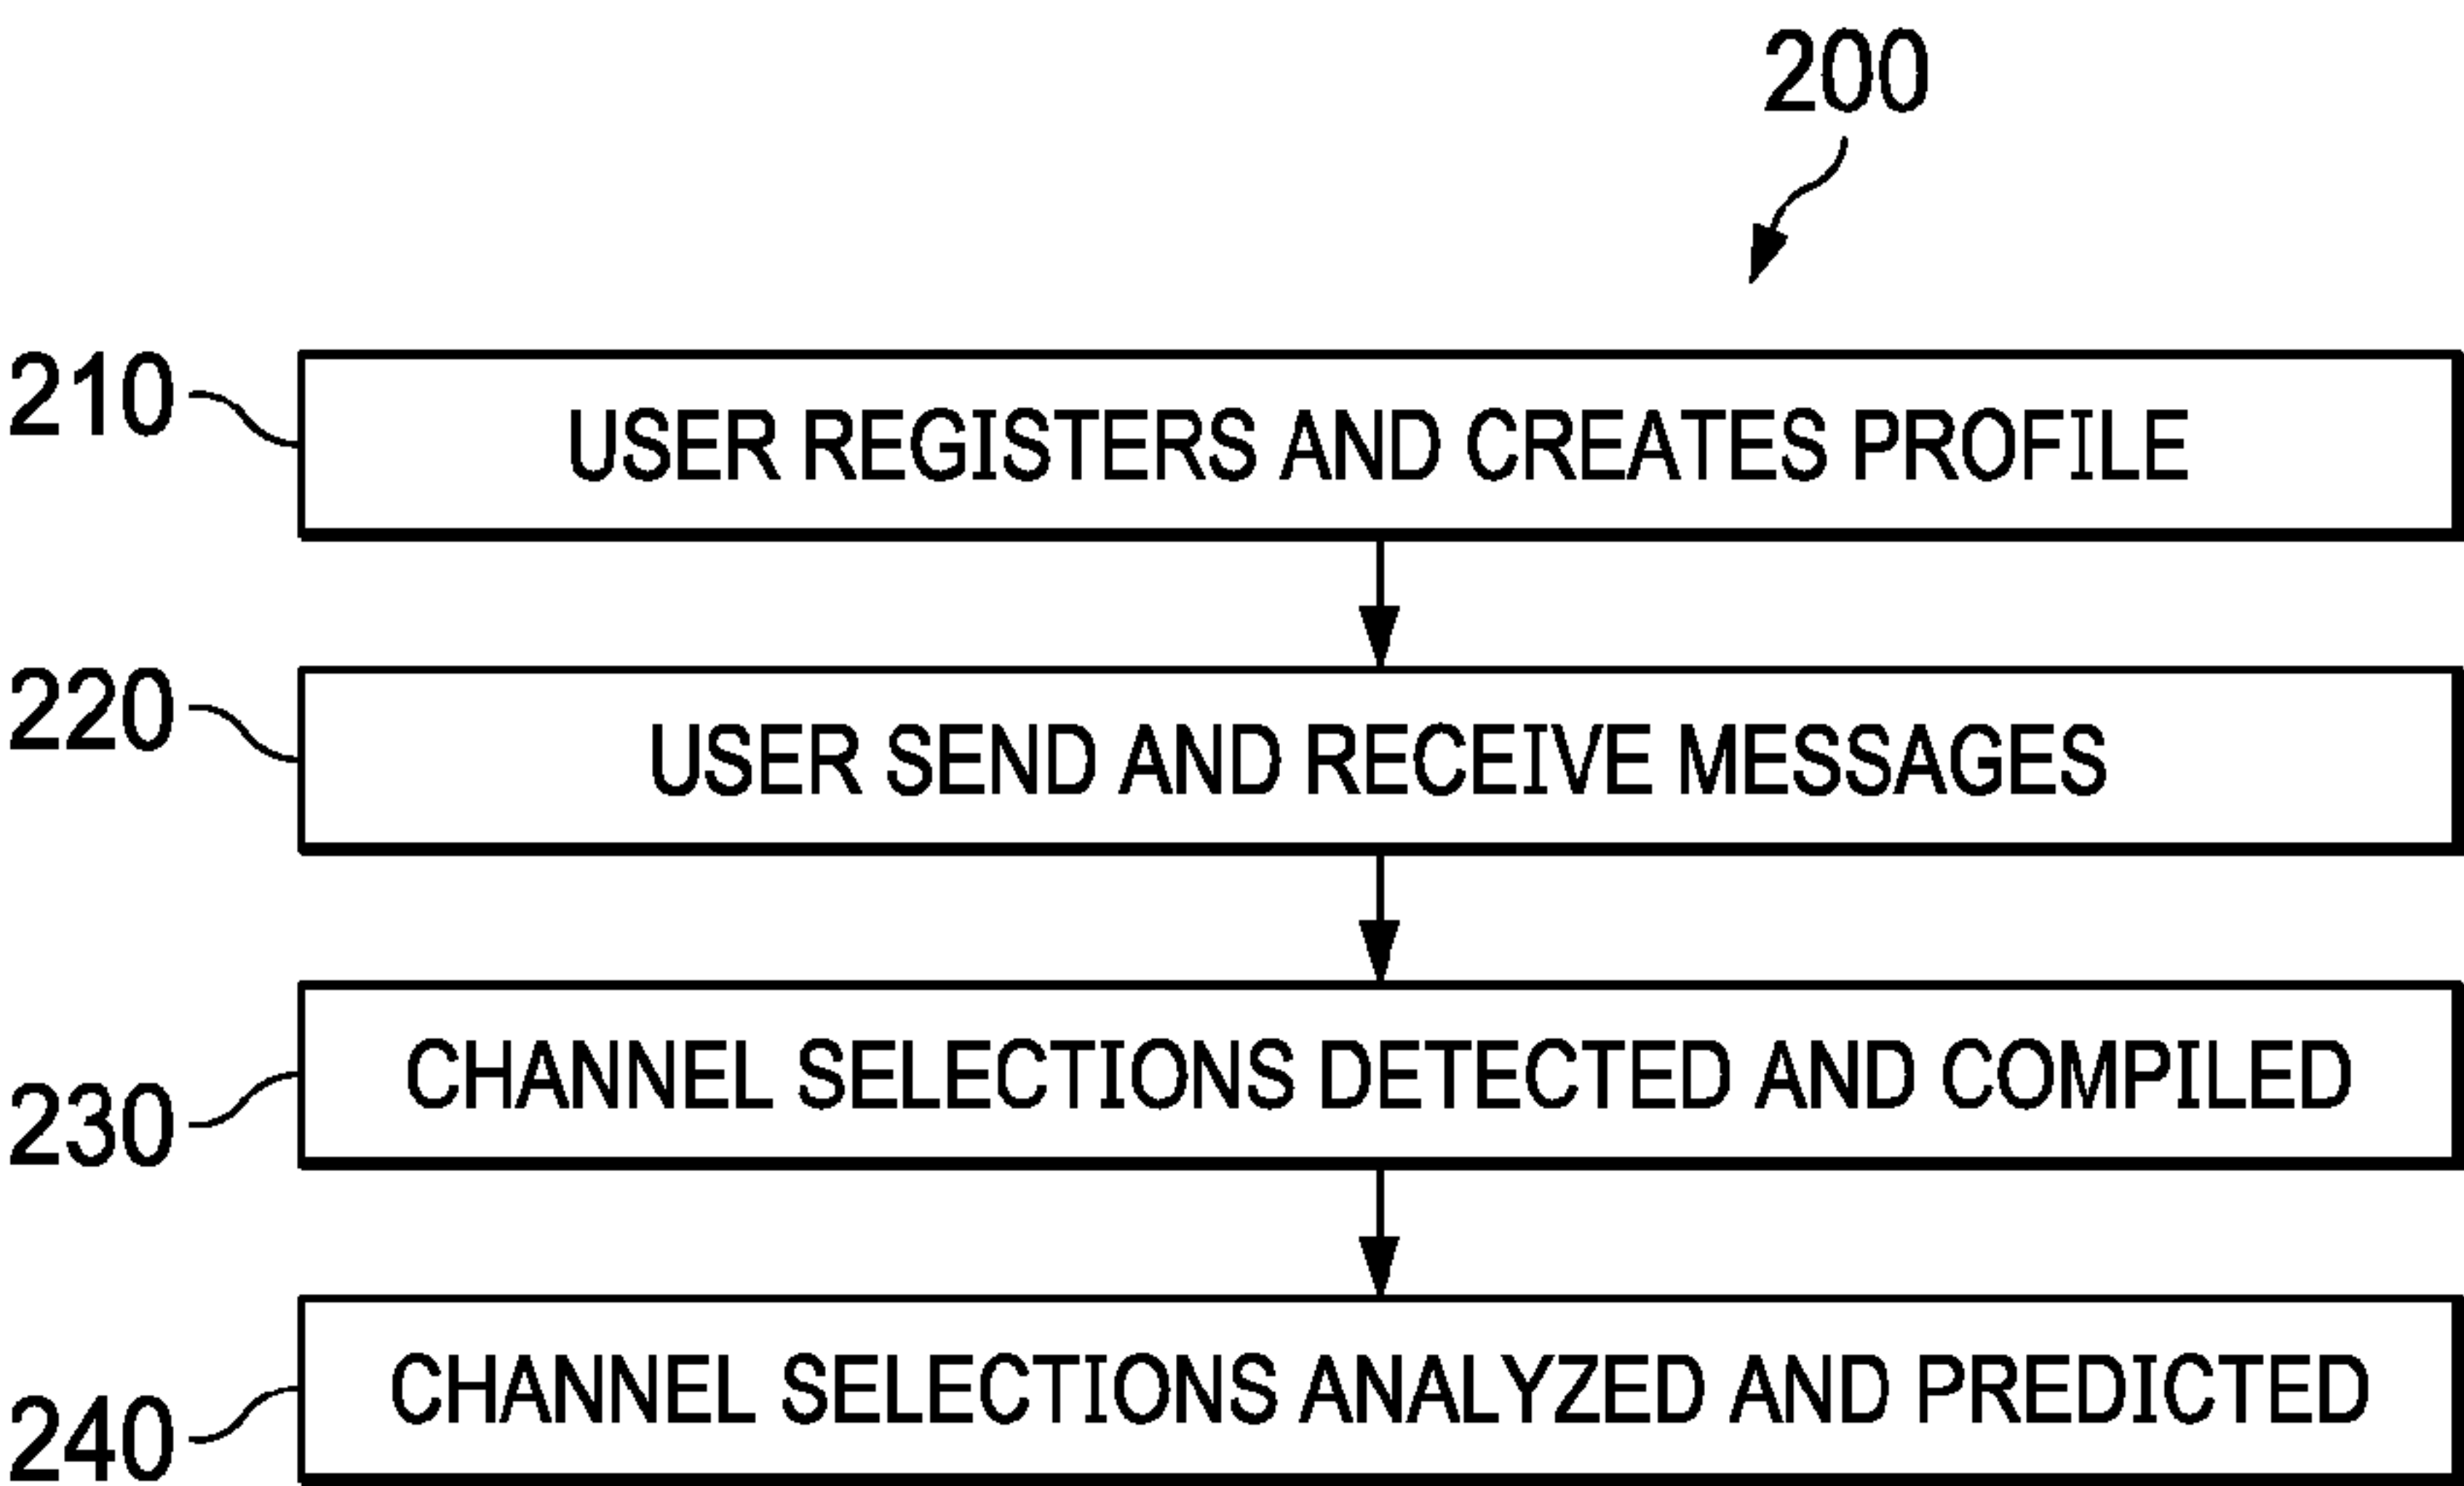 200
210
USER REGISTERS AND CREATES PROFILE
220
USER SEND AND RECEIVE MESSAGES
230
CHANNEL SELECTIONS DETECTED AND COMPILED
240
CHANNEL SELECTIONS ANALYZED AND PREDICTED